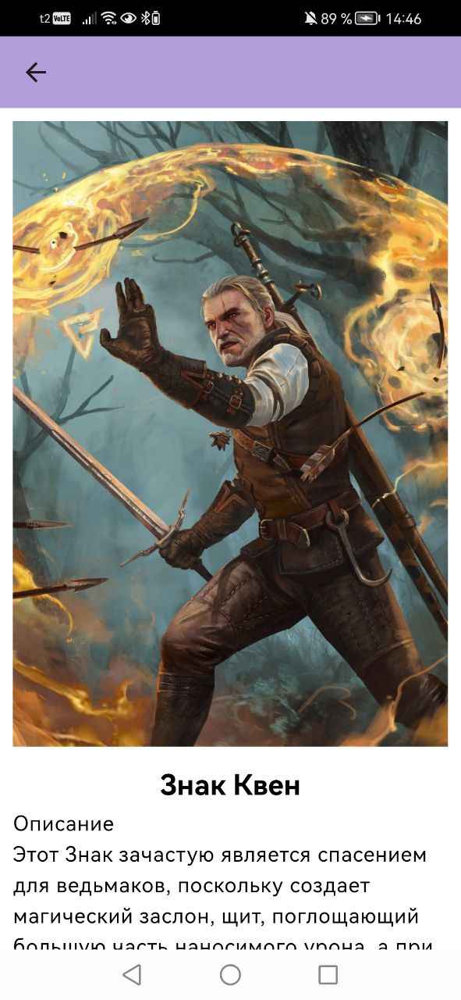 t2 VoLTE 89 % 14:46
Знак Квен
Описание
Этот Знак зачастую является спасением
для ведьмаков, поскольку создает
магический заслон, щит, поглощающий
большую часть наносимого урона, а при